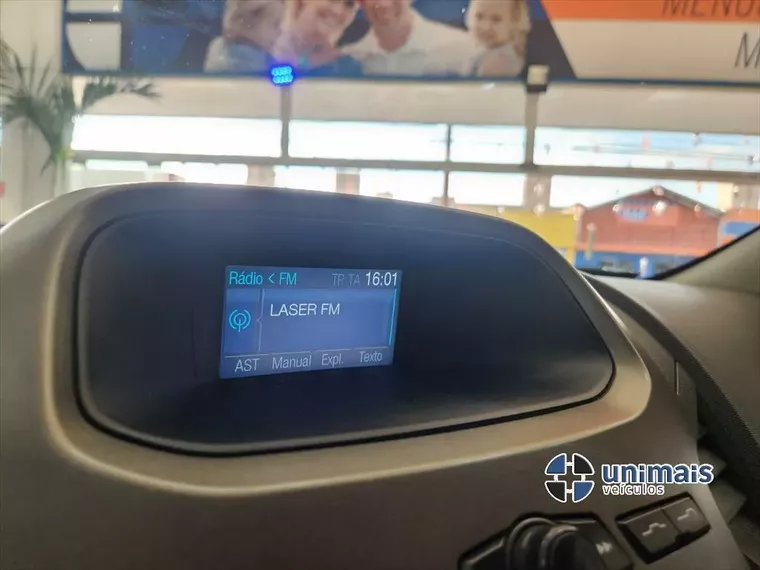 Rádio < FM TP TA 16:01
LASER FM
AST Manual Expl. Texto
unimais
veículos